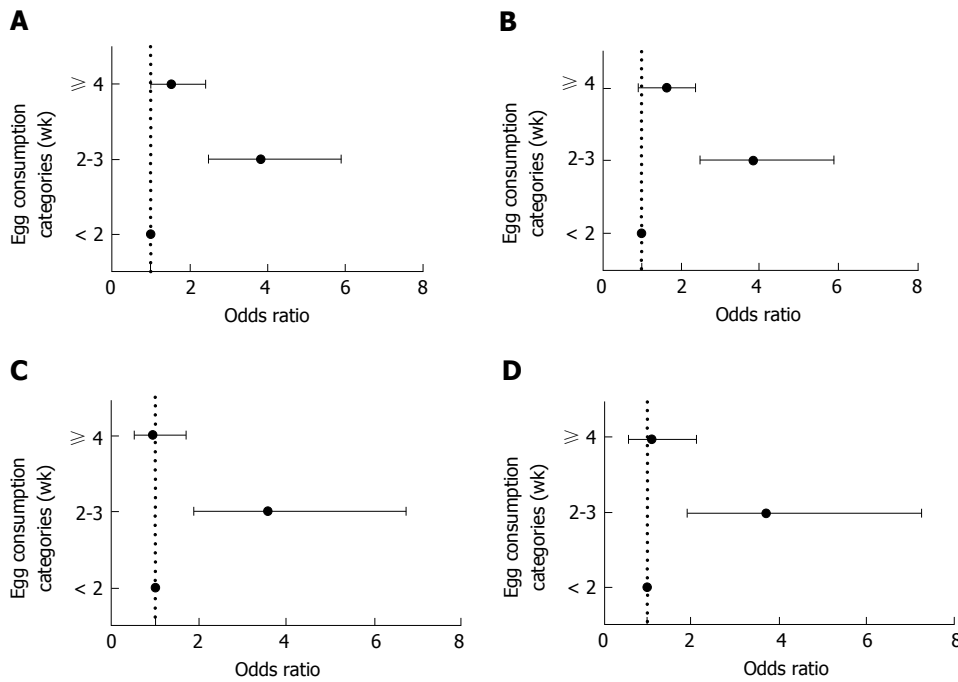 A
Egg consumption
categories (wk)
⩾ 4
2-3
< 2
0 2 4 6 8
Odds ratio
B
Egg consumption
categories (wk)
⩾ 4
2-3
< 2
0 2 4 6 8
Odds ratio
C
Egg consumption
categories (wk)
⩾ 4
2-3
< 2
0 2 4 6 8
Odds ratio
D
Egg consumption
categories (wk)
⩾ 4
2-3
< 2
0 2 4 6 8
Odds ratio